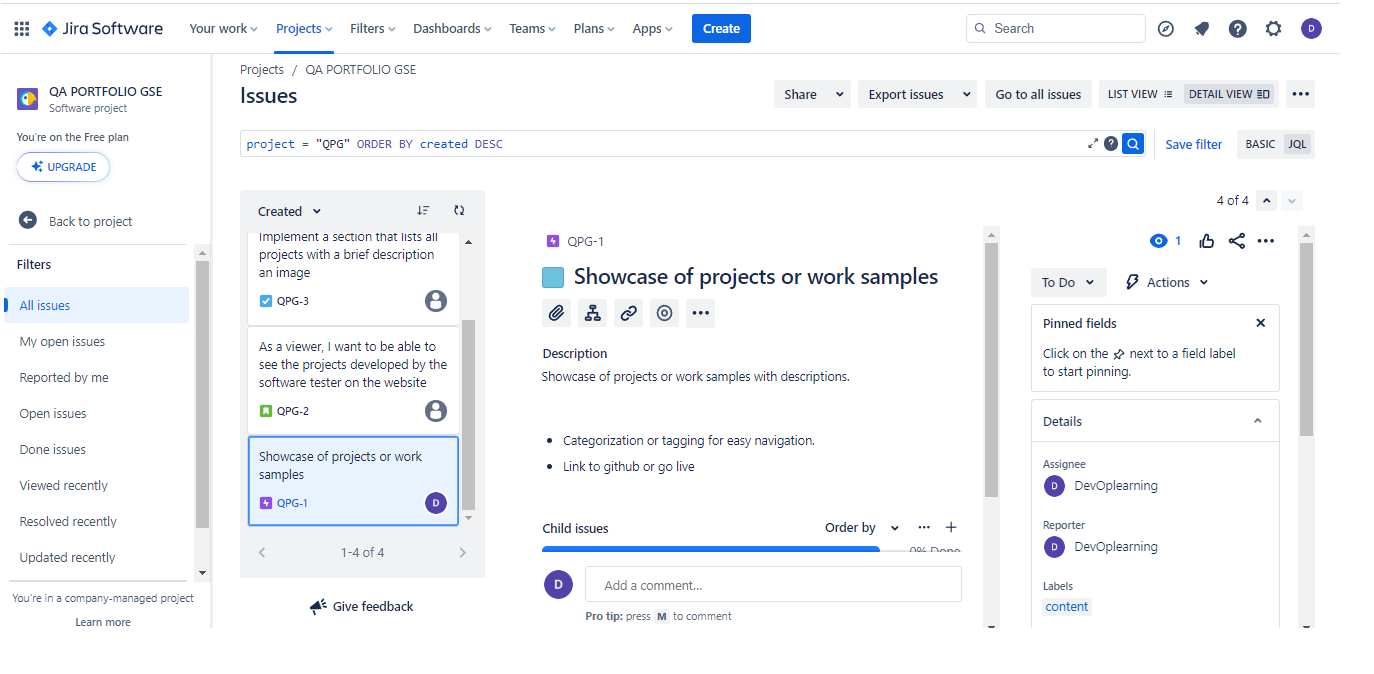 Jira Software
Your work
Projects
Filters
Dashboards
Teams
Plans
Apps
Create
Search
D
QA PORTFOLIO GSE
Software project
You're on the Free plan
UPGRADE
Back to project
Filters
All issues
My open issues
Reported by me
Open issues
Done issues
Viewed recently
Resolved recently
Updated recently
You're in a company-managed project
Learn more
Projects / QA PORTFOLIO GSE
Issues
Share
Export issues
Go to all issues
LIST VIEW
DETAIL VIEW
project = "QPG" ORDER BY created DESC
Save filter
BASIC
JQL
Created
Implement a section that lists all
projects with a brief description
an image
QPG-3
As a viewer, I want to be able to
see the projects developed by the
software tester on the website
QPG-2
Showcase of projects or work
samples
QPG-1
D
1-4 of 4
Give feedback
4 of 4
QPG-1
Showcase of projects or work samples
Description
Showcase of projects or work samples with descriptions.
• Categorization or tagging for easy navigation.
• Link to github or go live
Child issues
Order by
0% Done
D
Add a comment...
Pro tip: press M to comment
1
To Do
Actions
Pinned fields
Click on the next to a field label
to start pinning.
Details
Assignee
D DevOplearning
Reporter
D DevOplearning
Labels
content